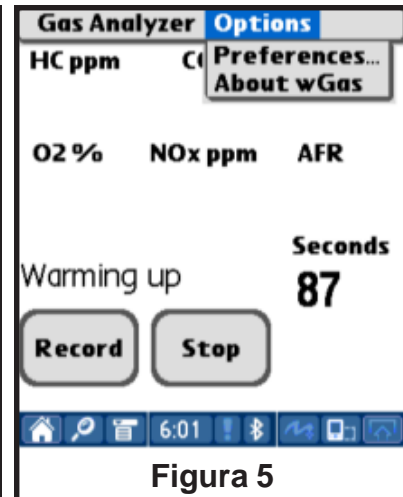 Gas Analyzer Options
Preferences...
HC ppm
About wGas
O2 % NOx ppm AFR
Seconds
Warming up
87
Record Stop
6:01
Figura 5